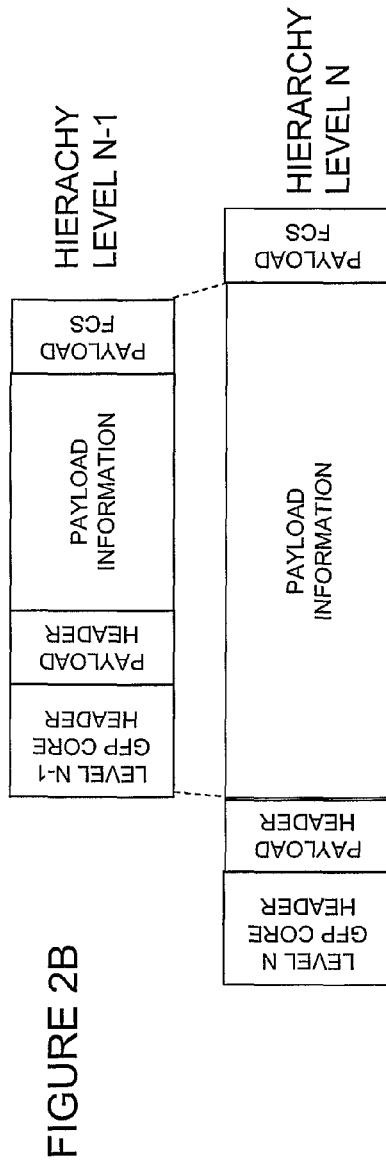 FIGURE 2B
LEVEL N-1
GFP CORE
HEADER
PAYLOAD
HEADER
PAYLOAD
INFORMATION
PAYLOAD
FCS
HIERACHY
LEVEL N-1
LEVEL N
GFP CORE
HEADER
PAYLOAD
HEADER
PAYLOAD
INFORMATION
PAYLOAD
FCS
HIERARCHY
LEVEL N